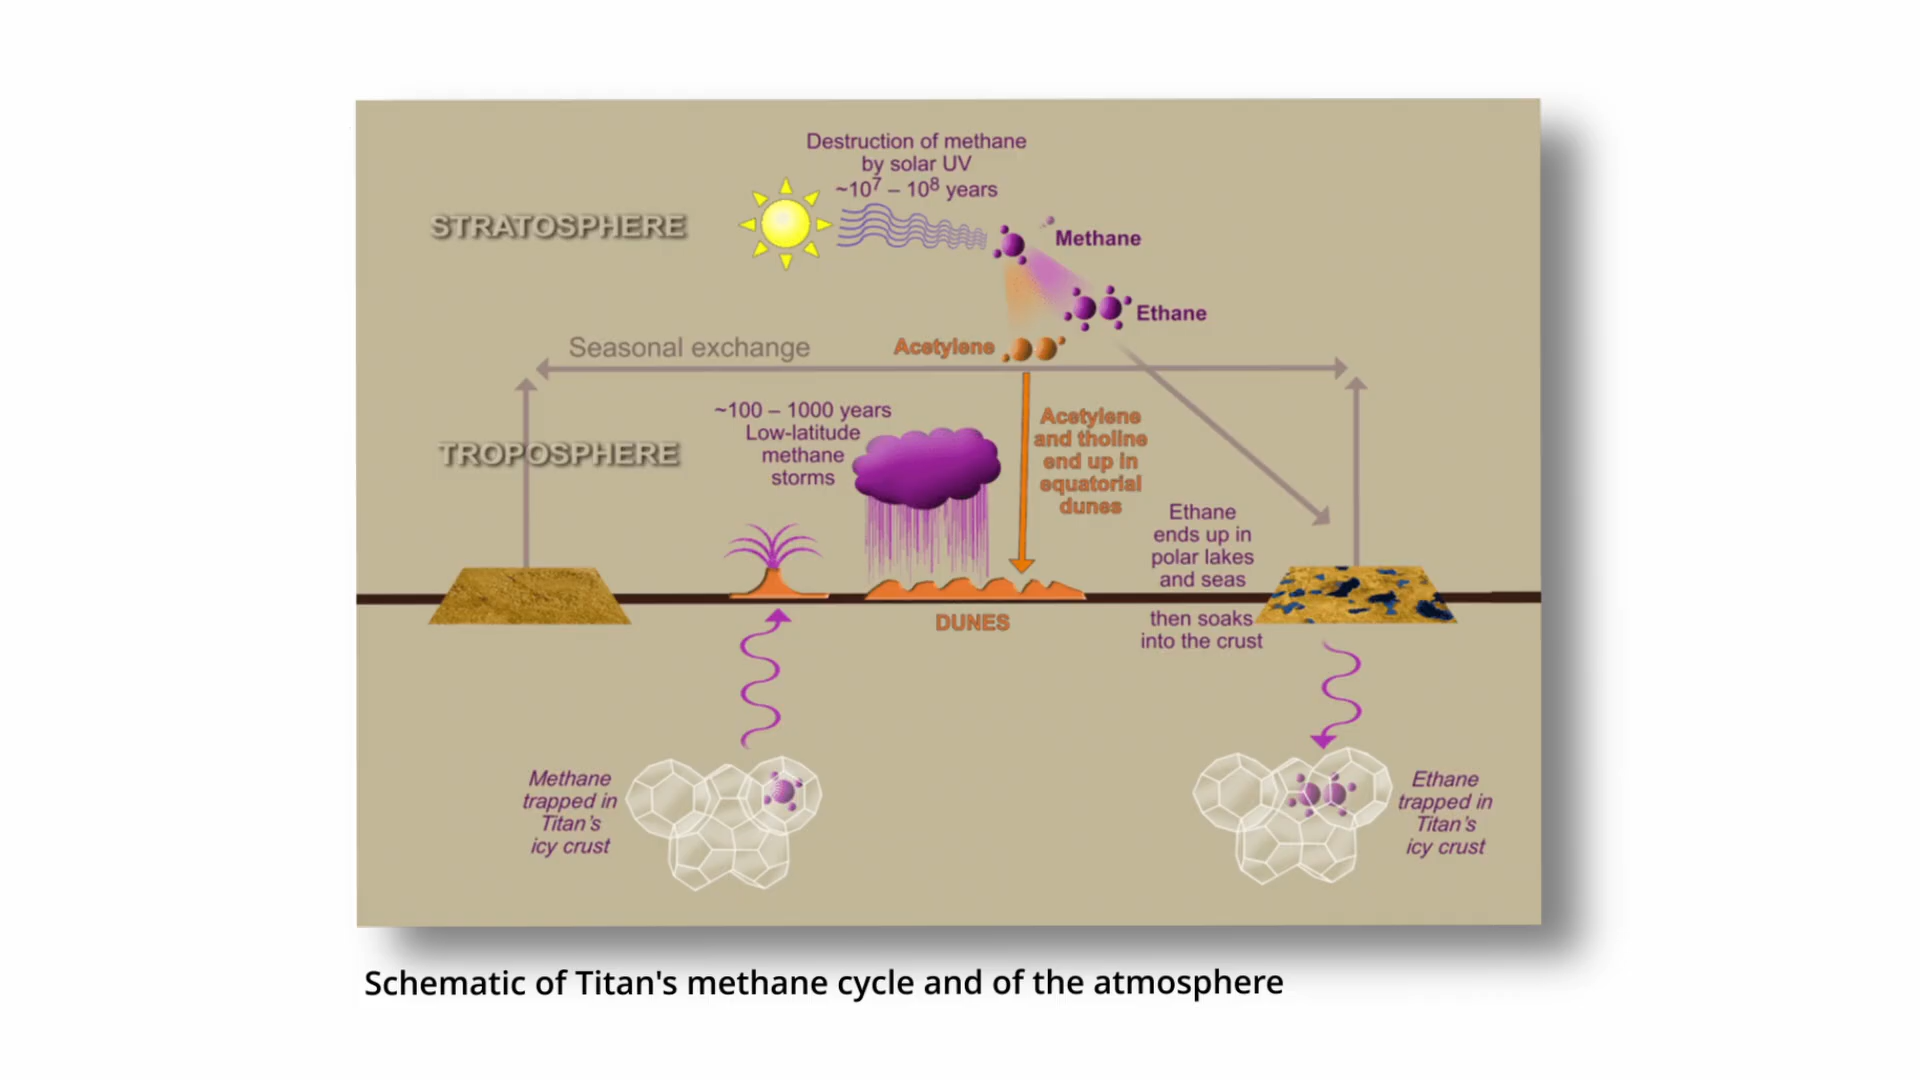 Destruction of methane
by solar UV
~10⁷ – 10⁸ years
STRATOSPHERE
Methane
Ethane
Acetylene
Seasonal exchange
~100 – 1000 years
Low-latitude
methane
storms
TROPOSPHERE
Acetylene
and tholine
end up in
equatorial
dunes
Ethane
ends up in
polar lakes
and seas
then soaks
into the crust
DUNES
Methane
trapped in
Titan's
icy crust
Ethane
trapped in
Titan's
icy crust
Schematic of Titan's methane cycle and of the atmosphere